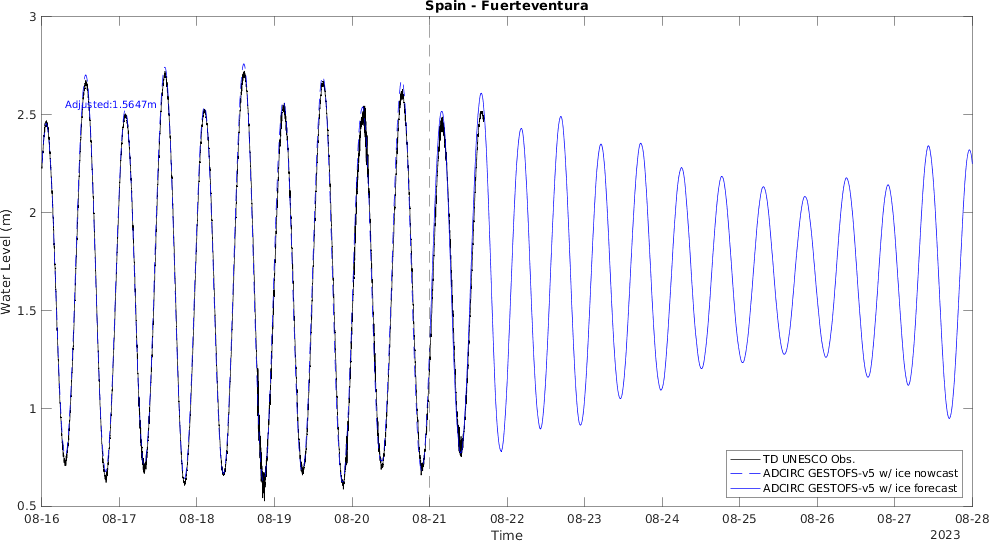 Spain - Fuerteventura
3
2.5
2
1.5
1
0.5
Water Level (m)
Adjusted:1.5647m
TD UNESCO Obs.
ADCIRC GESTOFS-v5 w/ ice nowcast
ADCIRC GESTOFS-v5 w/ ice forecast
08-16 08-17 08-18 08-19 08-20 08-21 08-22 08-23 08-24 08-25 08-26 08-27 08-28
Time
2023